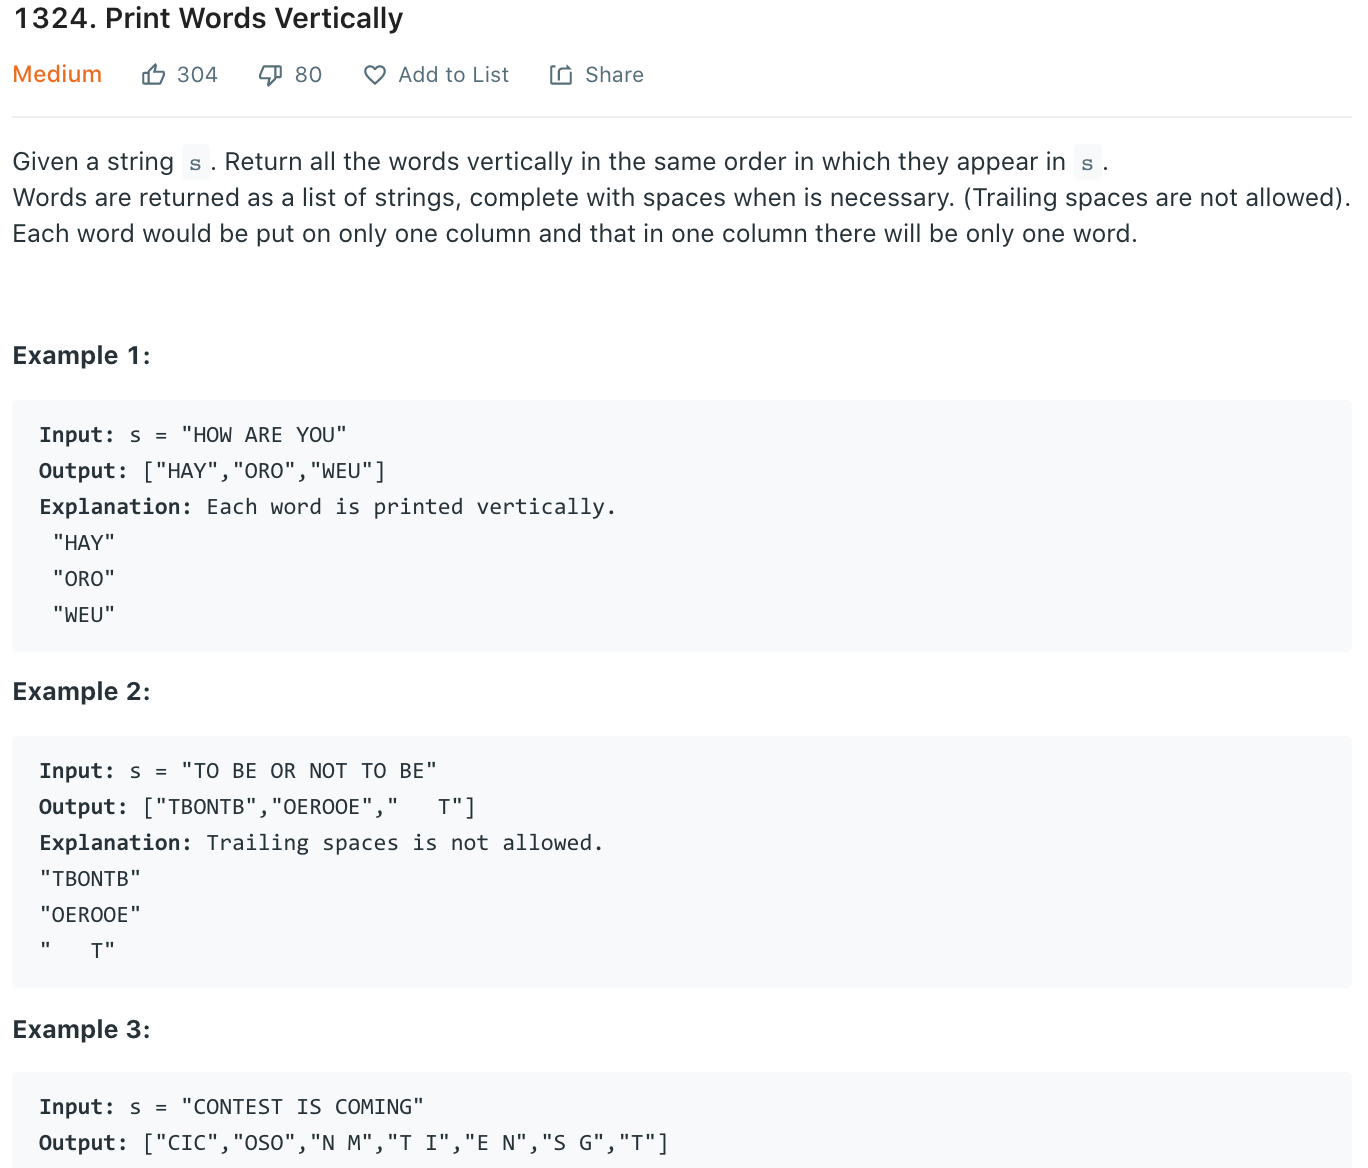 1324. Print Words Vertically
Medium 304 80 Add to List Share
Given a string s . Return all the words vertically in the same order in which they appear in s .
Words are returned as a list of strings, complete with spaces when is necessary. (Trailing spaces are not allowed).
Each word would be put on only one column and that in one column there will be only one word.
Example 1:
Input: s = "HOW ARE YOU"
Output: ["HAY","ORO","WEU"]
Explanation: Each word is printed vertically.
 "HAY"
 "ORO"
 "WEU"
Example 2:
Input: s = "TO BE OR NOT TO BE"
Output: ["TBONTB","OEROOE","   T"]
Explanation: Trailing spaces is not allowed.
"TBONTB"
"OEROOE"
"   T"
Example 3:
Input: s = "CONTEST IS COMING"
Output: ["CIC","OSO","N M","T I","E N","S G","T"]